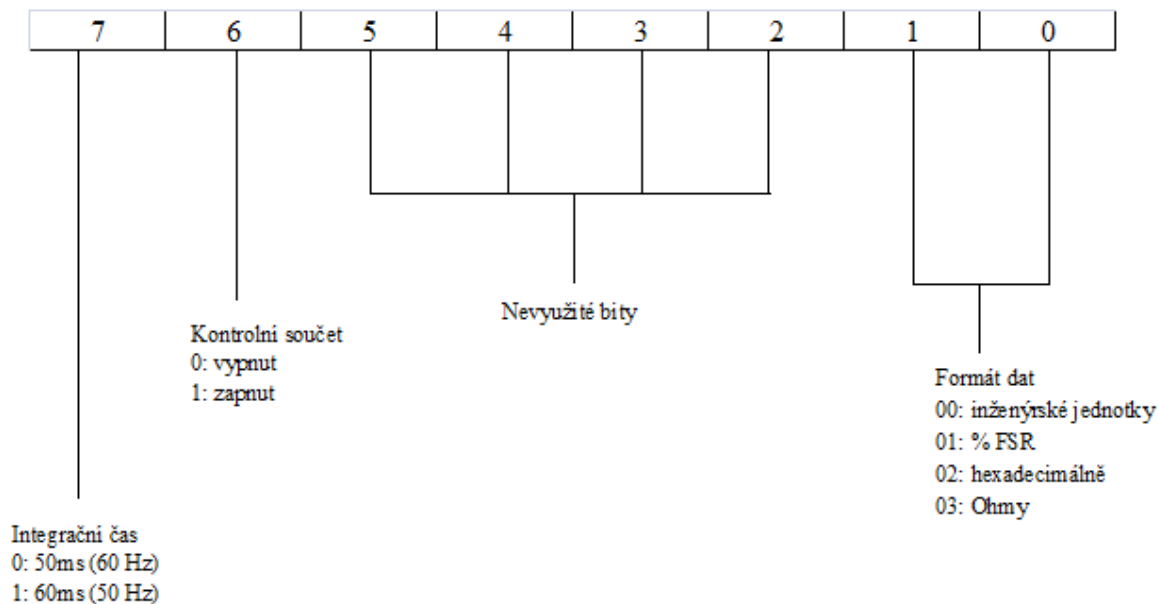 7 6 5 4 3 2 1 0
Nevyužité bity
Kontrolní součet
0: vypnut
1: zapnut
Formát dat
00: inženýrské jednotky
01: % FSR
02: hexadecimálně
03: Ohmy
Integrační čas
0: 50ms (60 Hz)
1: 60ms (50 Hz)